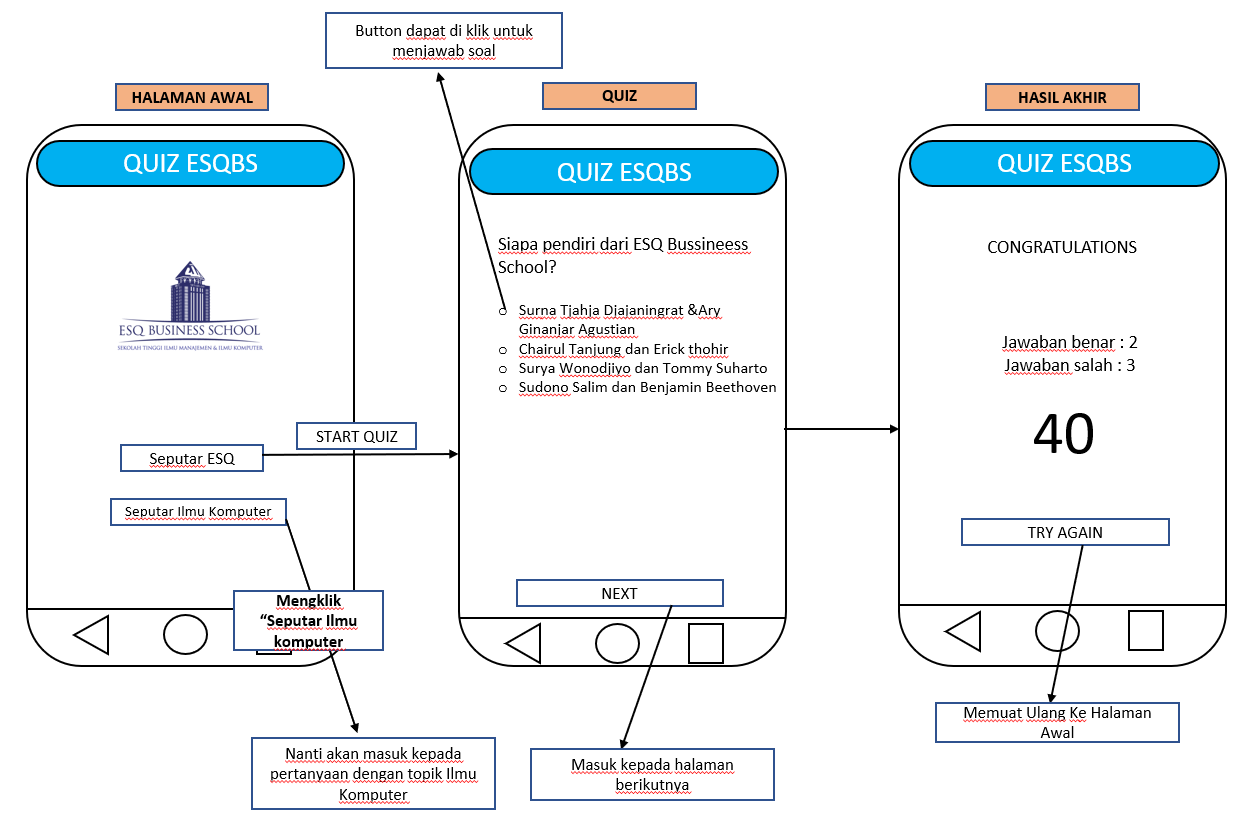 Button dapat di klik untuk
menjawab soal
HALAMAN AWAL
QUIZ ESQBS
ESQ BUSINESS SCHOOL
SEKOLAH TINGGI ILMU MANAJEMEN & ILMU KOMPUTER
START QUIZ
Seputar ESQ
Seputar Ilmu Komputer
Mengklik
“Seputar Ilmu
komputer
Nanti akan masuk kepada
pertanyaan dengan topik Ilmu
Komputer
QUIZ
QUIZ ESQBS
Siapa pendiri dari ESQ Bussineess
School?
o Surna Tjahja Djajaningrat &Ary
Ginanjar Agustian
o Chairul Tanjung dan Erick thohir
o Surya Wonodjiyo dan Tommy Suharto
o Sudono Salim dan Benjamin Beethoven
NEXT
Masuk kepada halaman
berikutnya
HASIL AKHIR
QUIZ ESQBS
CONGRATULATIONS
Jawaban benar : 2
Jawaban salah : 3
40
TRY AGAIN
Memuat Ulang Ke Halaman
Awal